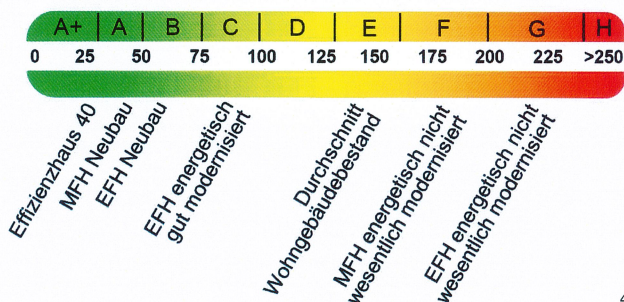 A+ A B C D E F G H
0 25 50 75 100 125 150 175 200 225 >250
Effizienzhaus 40
MFH Neubau
EFH Neubau
EFH energetisch
gut modernisiert
Durchschnitt
Wohngebäudebestand
MFH energetisch nicht
wesentlich modernisiert
EFH energetisch nicht
wesentlich modernisiert